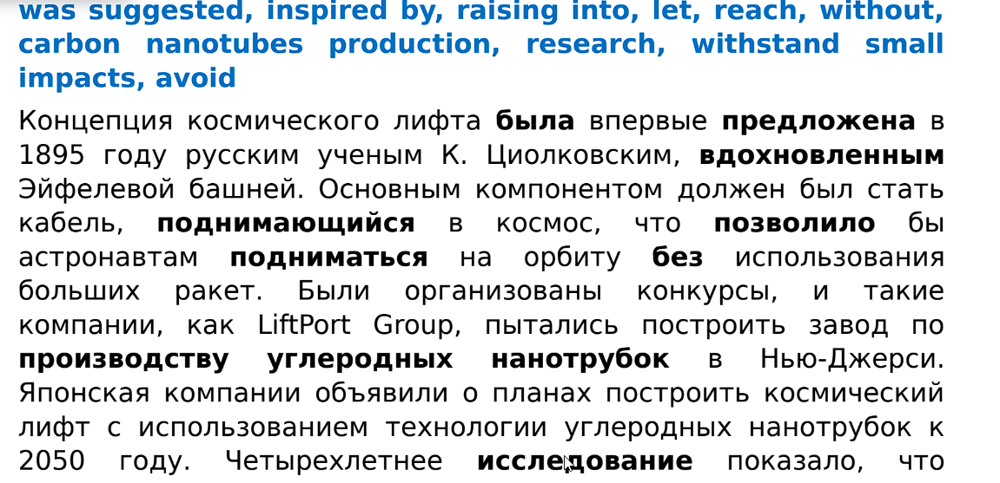 was suggested, inspired by, raising into, let, reach, without,
carbon nanotubes production, research, withstand small
impacts, avoid
Концепция космического лифта была впервые предложена в
1895 году русским ученым К. Циолковским, вдохновленным
Эйфелевой башней. Основным компонентом должен был стать
кабель, поднимающийся в космос, что позволило бы
астронавтам подниматься на орбиту без использования
больших ракет. Были организованы конкурсы, и такие
компании, как LiftPort Group, пытались построить завод по
производству углеродных нанотрубок в Нью-Джерси.
Японская компании объявили о планах построить космический
лифт с использованием технологии углеродных нанотрубок к
2050 году. Четырехлетнее исследование показало, что